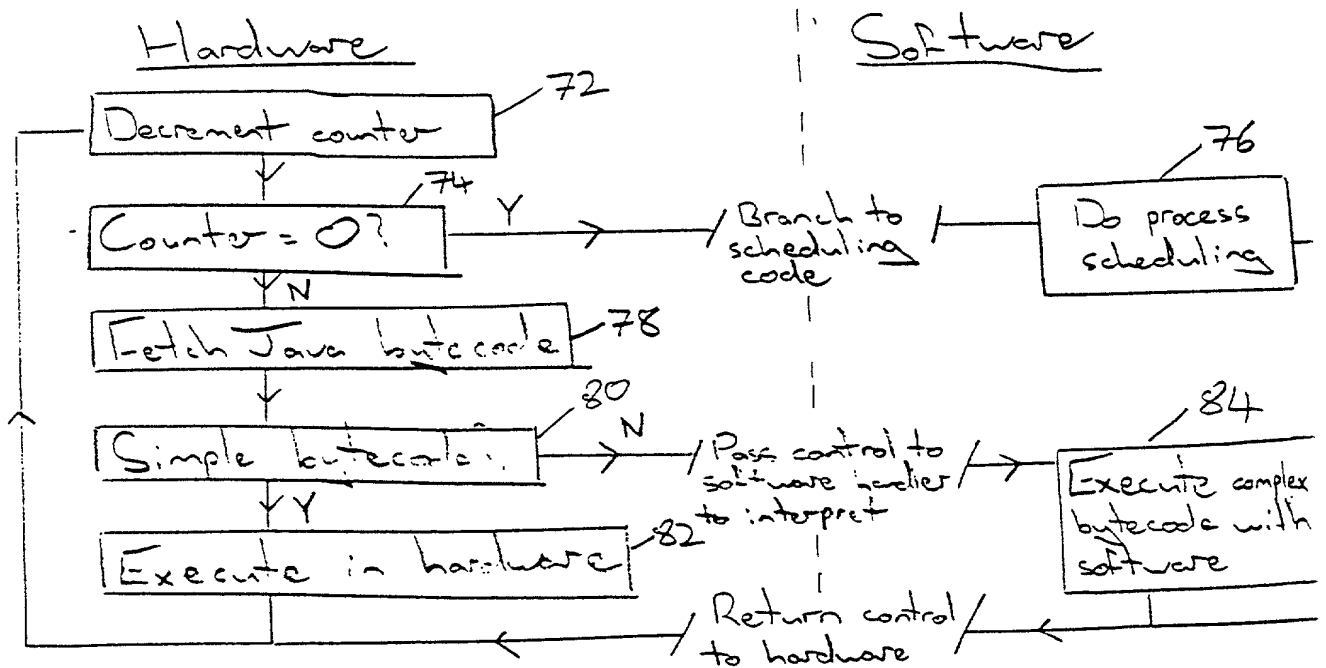 Hardware
Software
72
Decrement counter
74
Counter = 0?
Y
Branch to
scheduling
code
76
Do process
scheduling
N
78
Fetch Java bytecode
80
Simple bytecode?
N
Pass control to
software handler
to interpret
84
Execute complex
bytecode with
software
Y
82
Execute in hardware
Return control
to hardware